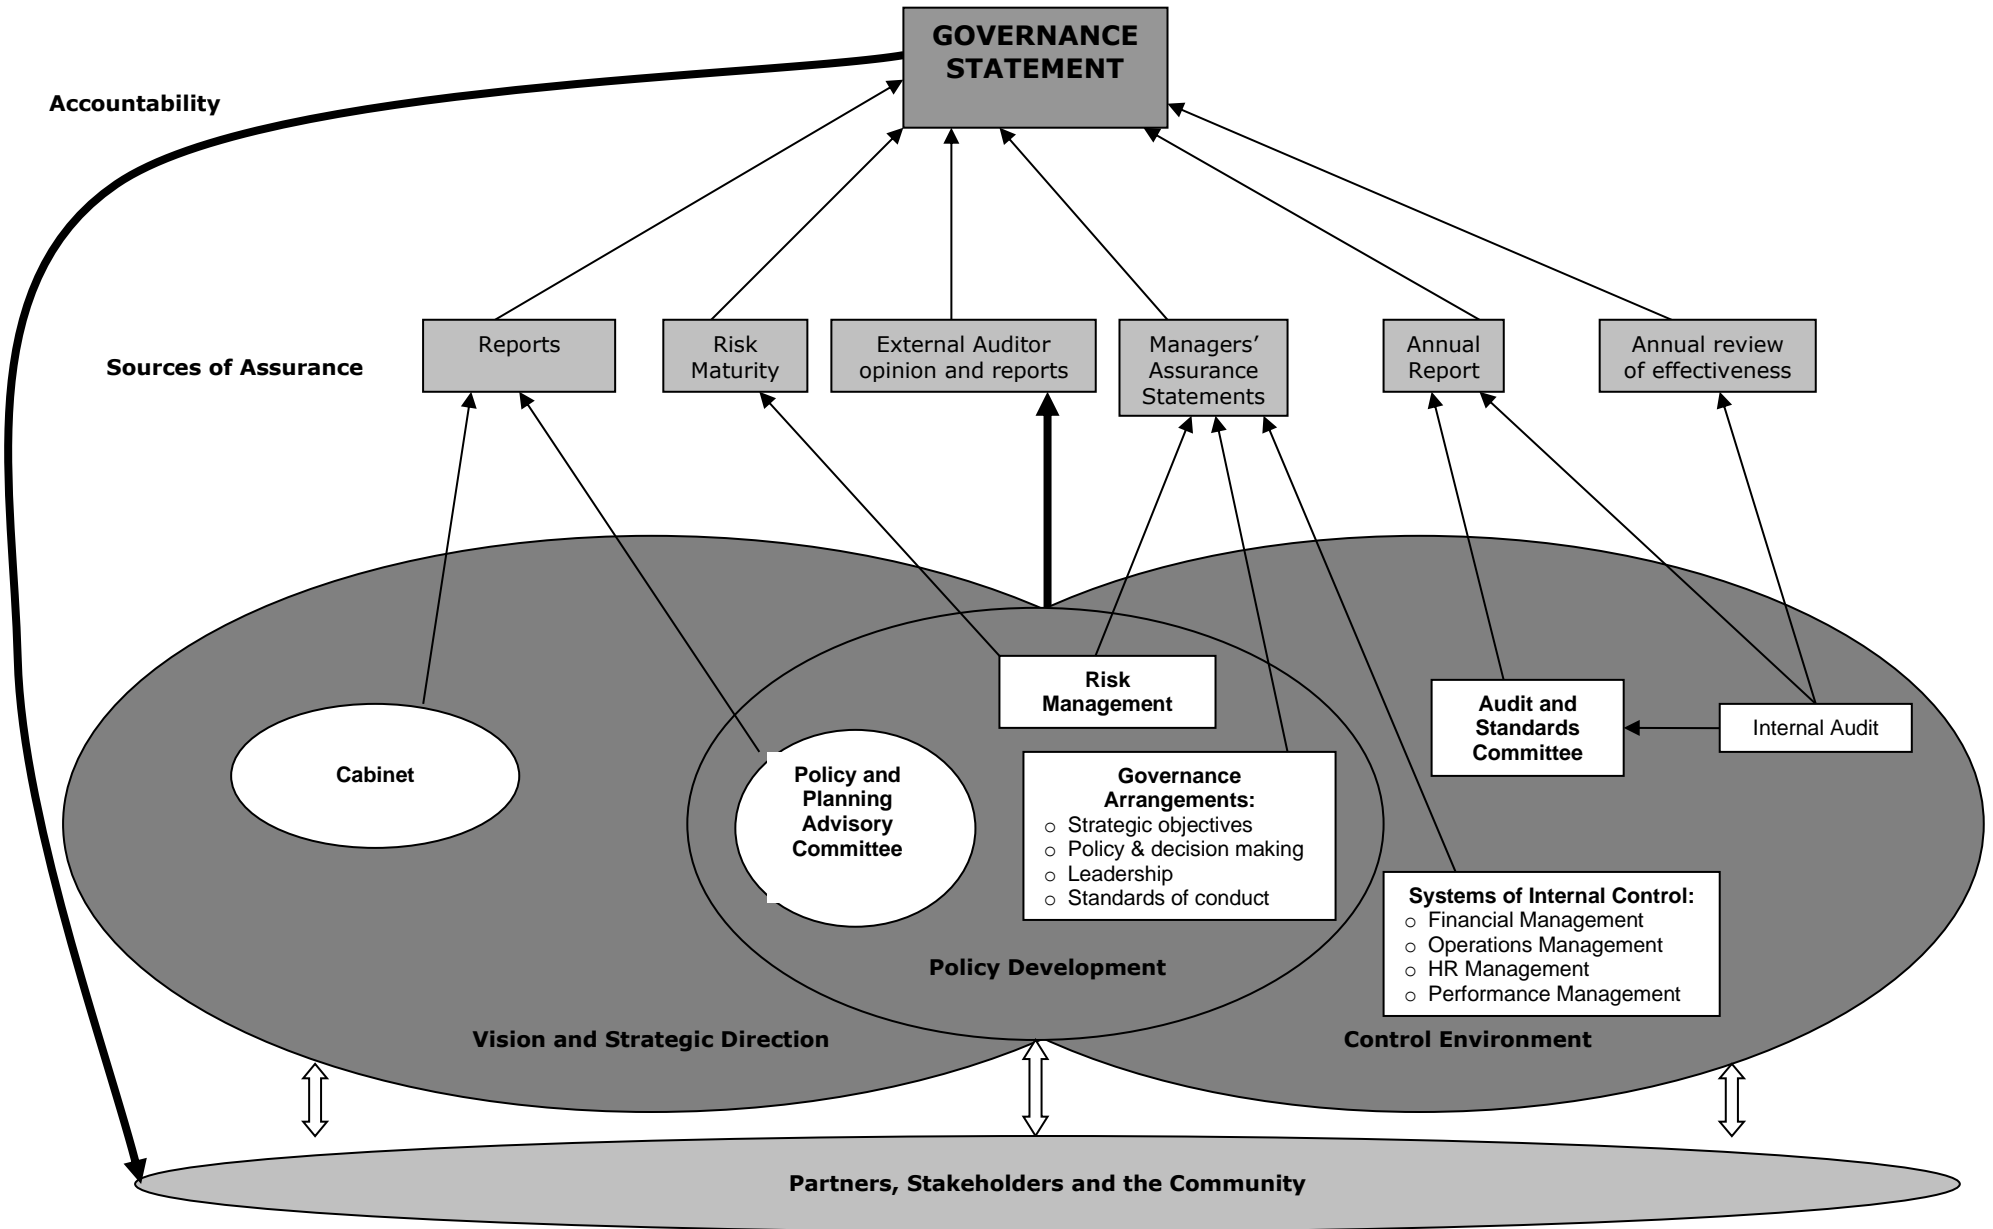 GOVERNANCE
STATEMENT
Accountability
Sources of Assurance
Reports
Risk
Maturity
External Auditor
opinion and reports
Managers’
Assurance
Statements
Annual
Report
Annual review
of effectiveness
Cabinet
Policy and
Planning
Advisory
Committee
Risk
Management
Governance
Arrangements:
o Strategic objectives
o Policy & decision making
o Leadership
o Standards of conduct
Audit and
Standards
Committee
Internal Audit
Systems of Internal Control:
o Financial Management
o Operations Management
o HR Management
o Performance Management
Policy Development
Vision and Strategic Direction
Control Environment
Partners, Stakeholders and the Community